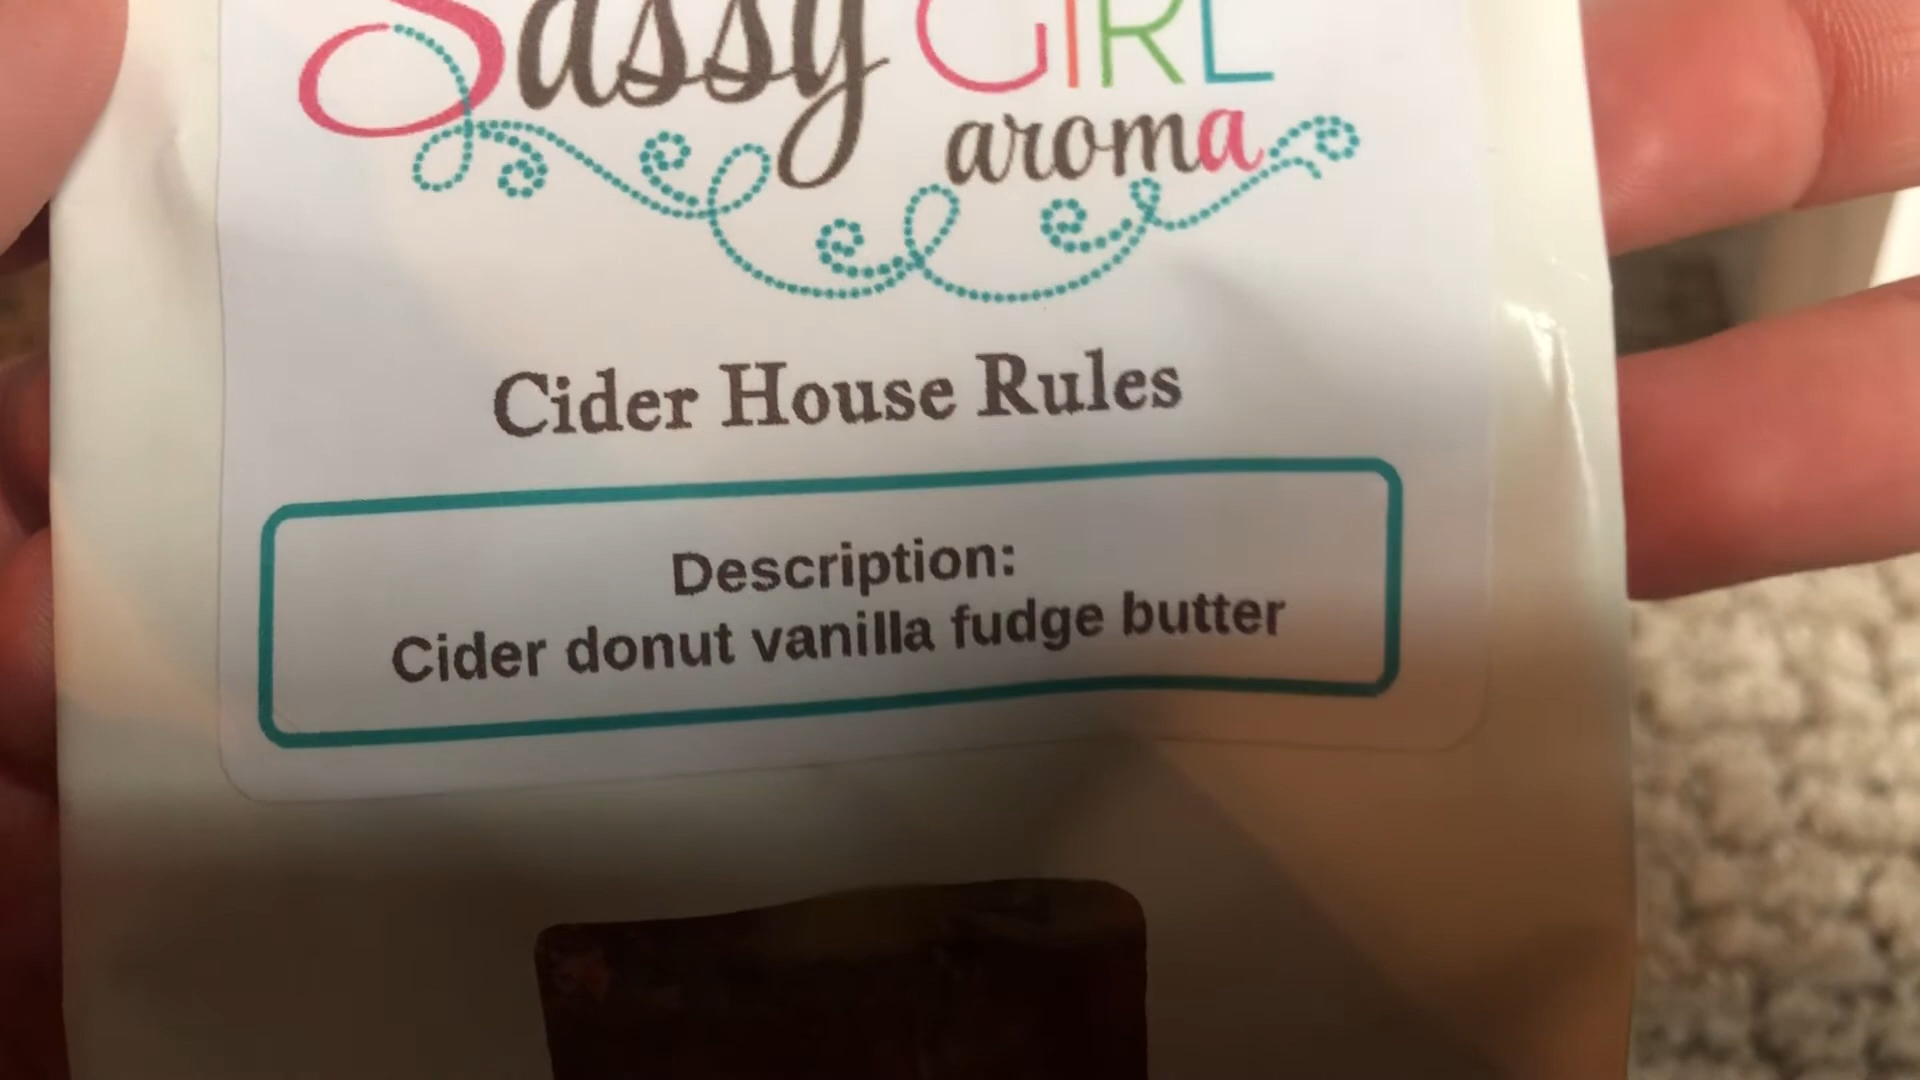 Sassy GIRL
aroma
Cider House Rules
Description:
Cider donut vanilla fudge butter